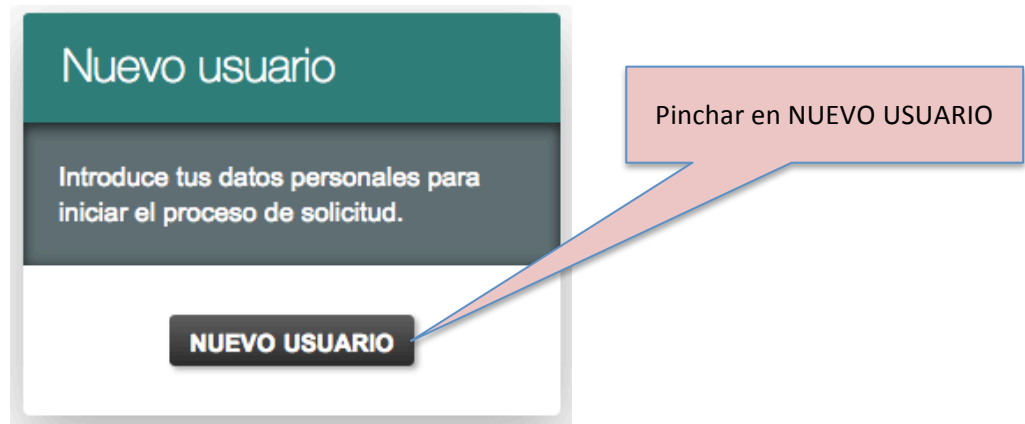 Nuevo usuario
Introduce tus datos personales para
iniciar el proceso de solicitud.
NUEVO USUARIO
Pinchar en NUEVO USUARIO